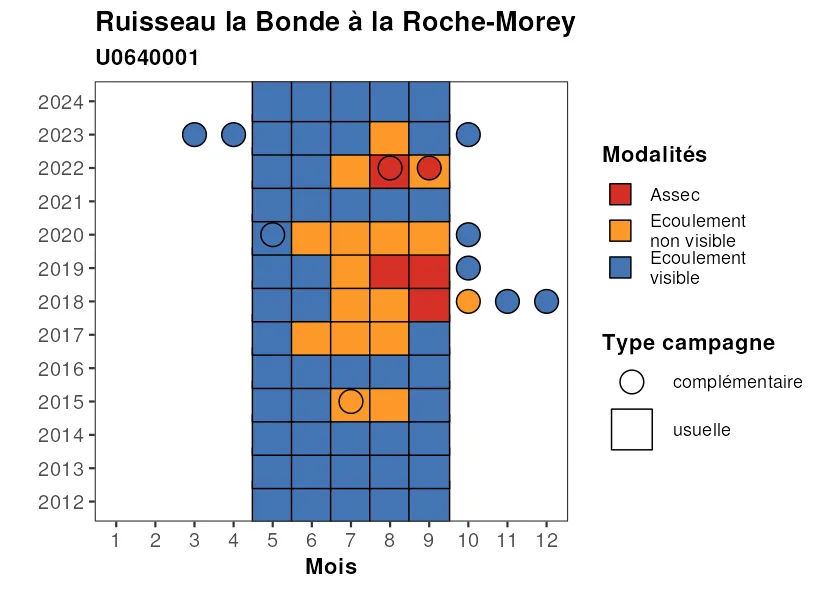 Ruisseau la Bonde à la Roche-Morey
U0640001
2024
2023
2022
2021
2020
2019
2018
2017
2016
2015
2014
2013
2012
1 2 3 4 5 6 7 8 9 10 11 12
Mois
Modalités
Assec
Ecoulement
non visible
Ecoulement
visible
Type campagne
complémentaire
usuelle